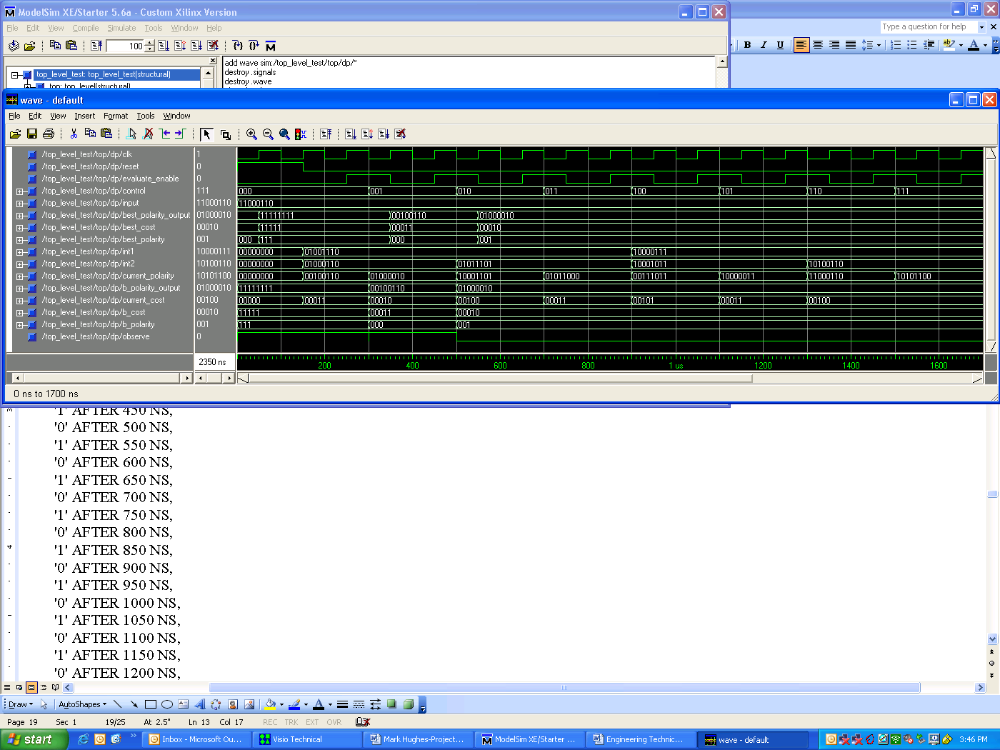 ModelSim XE/Starter 5.6a - Custom Xilinx Version
File Edit View Compile Simulate Tools Window Help
Type a question for help
100
B I U
top_level_test: top_level_test(structural)
top: top_level(structural)
add wave sim:/top_level_test/top/dp/*
destroy .signals
destroy .wave
wave - default
File Edit View Insert Format Tools Window
/top_level_test/top/dp/clk 1
/top_level_test/top/dp/reset 0
/top_level_test/top/dp/evaluate_enable 0
/top_level_test/top/dp/control 111 000 001 010 011 100 101 110 111
/top_level_test/top/dp/input 11000110 11000110
/top_level_test/top/dp/best_polarity_output 01000010 11111111 00100110 01000010
/top_level_test/top/dp/best_cost 00010 11111 00011 00010
/top_level_test/top/dp/best_polarity 001 000 111 000 001
/top_level_test/top/dp/int1 10000111 00000000 01001110 10000111
/top_level_test/top/dp/int2 10100110 00000000 01000110 01011101 10001011 10100110
/top_level_test/top/dp/current_polarity 10101100 00000000 00100110 01000010 10001101 01011000 00111011 10000011 11000110 10101100
/top_level_test/top/dp/b_polarity_output 01000010 11111111 00100110 01000010
/top_level_test/top/dp/current_cost 00100 00000 00011 00010 00100 00011 00101 00011 00100
/top_level_test/top/dp/b_cost 00010 11111 00011 00010
/top_level_test/top/dp/b_polarity 001 111 000 001
/top_level_test/top/dp/observe 0
2350 ns 200 400 600 800 1 us 1200 1400 1600
0 ns to 1700 ns
'1' AFTER 450 NS,
'0' AFTER 500 NS,
'1' AFTER 550 NS,
'0' AFTER 600 NS,
'1' AFTER 650 NS,
'0' AFTER 700 NS,
'1' AFTER 750 NS,
'0' AFTER 800 NS,
'1' AFTER 850 NS,
'0' AFTER 900 NS,
'1' AFTER 950 NS,
'0' AFTER 1000 NS,
'1' AFTER 1050 NS,
'0' AFTER 1100 NS,
'1' AFTER 1150 NS,
'0' AFTER 1200 NS,
Draw AutoShapes
Page 19 Sec 1 19/25 At 2.5" Ln 13 Col 17 REC TRK EXT OVR
start Inbox - Microsoft Ou... Visio Technical Mark Hughes-Project... ModelSim XE/Starter ... Engineering Technic... wave - default 3:46 PM